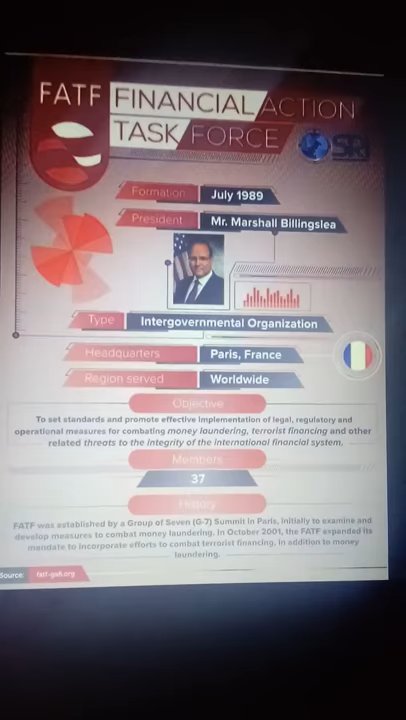 FATF FINANCIAL ACTION
TASK FORCE
SR
Formation July 1989
President Mr. Marshall Billingslea
Type Intergovernmental Organization
Headquarters Paris, France
Region served Worldwide
Objective
To set standards and promote effective implementation of legal, regulatory and
operational measures for combating money laundering, terrorist financing and other
related threats to the integrity of the international financial system.
Members
37
History
FATF was established by a Group of Seven (G-7) Summit in Paris, initially to examine and
develop measures to combat money laundering. In October 2001, the FATF expanded its
mandate to incorporate efforts to combat terrorist financing, in addition to money
laundering.
Source: fatf-gafi.org